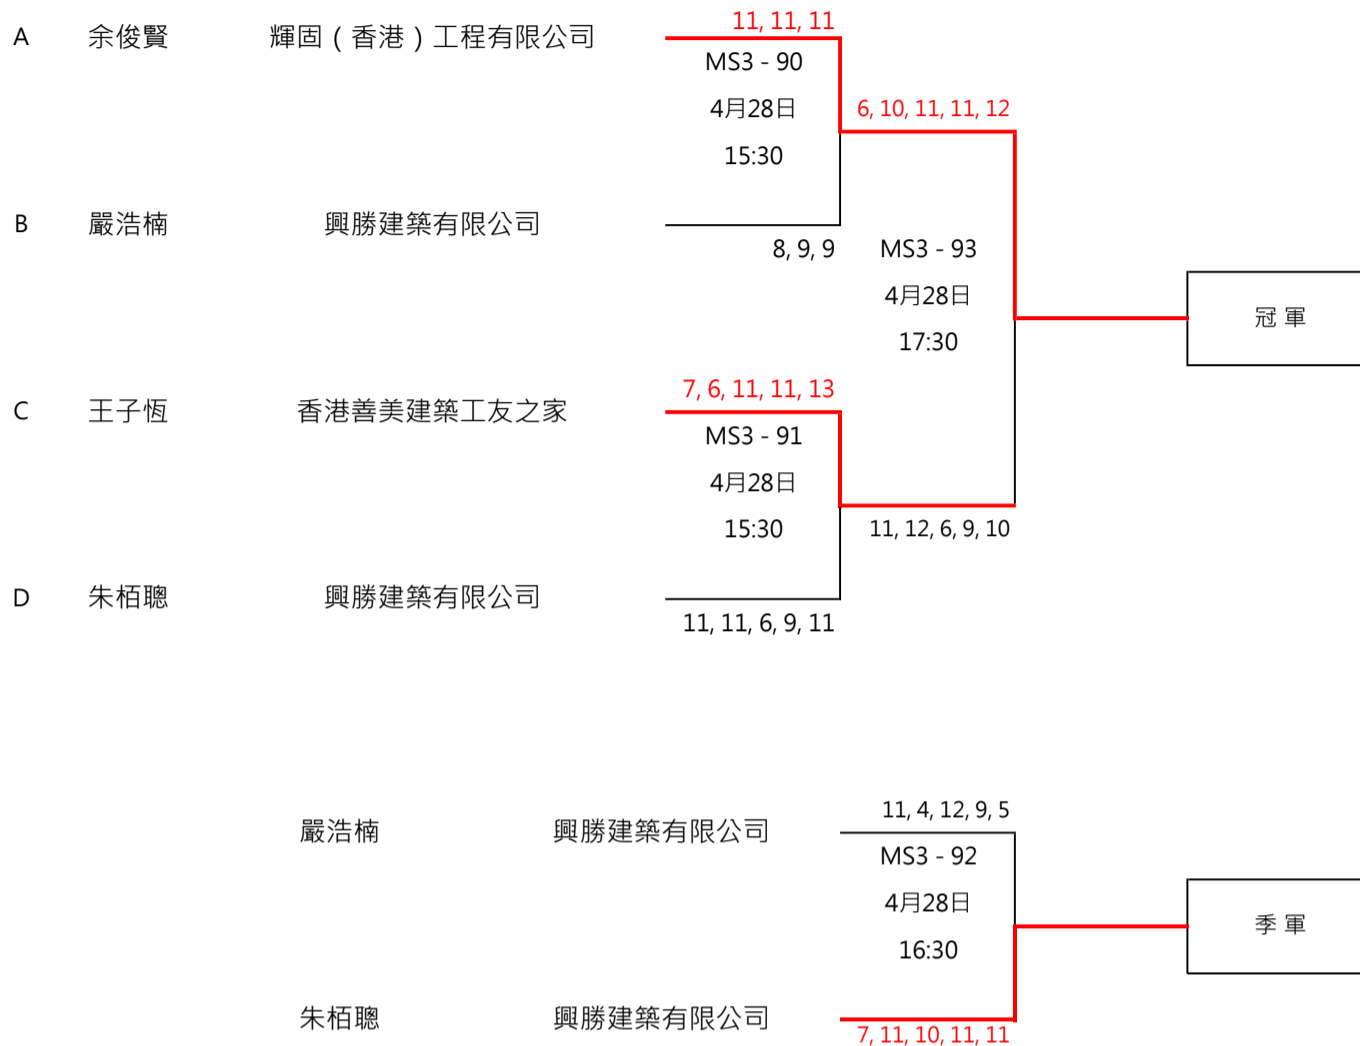 11, 11, 11
A 余俊賢 輝固（香港）工程有限公司
MS3 - 90
4月28日
6, 10, 11, 11, 12
15:30
B 嚴浩楠 興勝建築有限公司
8, 9, 9
MS3 - 93
4月28日
冠 軍
17:30
7, 6, 11, 11, 13
C 王子恆 香港善美建築工友之家
MS3 - 91
4月28日
15:30
11, 12, 6, 9, 10
D 朱栢聰 興勝建築有限公司
11, 11, 6, 9, 11
11, 4, 12, 9, 5
嚴浩楠 興勝建築有限公司
MS3 - 92
4月28日
季 軍
16:30
朱栢聰 興勝建築有限公司
7, 11, 10, 11, 11